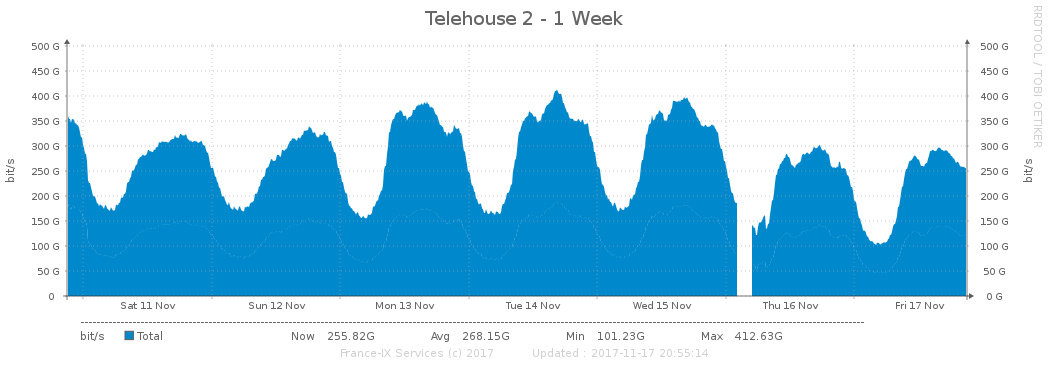 Telehouse 2 - 1 Week
RRDTOOL / TOBI OETIKER
500 G 500 G
450 G 450 G
400 G 400 G
350 G 350 G
300 G 300 G
250 G 250 G
200 G 200 G
150 G 150 G
100 G 100 G
50 G 50 G
0 0 G
bit/s bit/s
Sat 11 Nov Sun 12 Nov Mon 13 Nov Tue 14 Nov Wed 15 Nov Thu 16 Nov Fri 17 Nov
bit/s Total Now 255.82G Avg 268.15G Min 101.23G Max 412.63G
France-IX Services (c) 2017 Updated : 2017-11-17 20:55:14